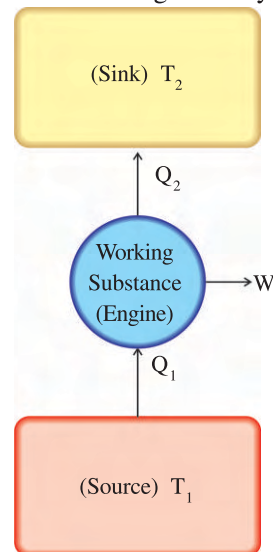 (Sink) T₂
Q₂
Working
Substance
(Engine)
W
Q₁
(Source) T₁